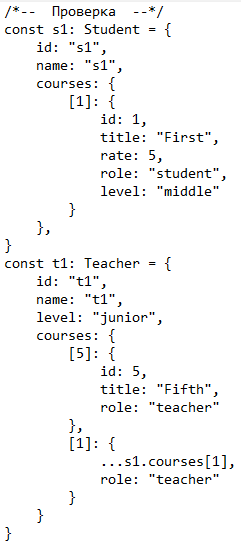 /*--  Проверка  --*/
const s1: Student = {
    id: "s1",
    name: "s1",
    courses: {
        [1]: {
            id: 1,
            title: "First",
            rate: 5,
            role: "student",
            level: "middle"
        }
    },
}
const t1: Teacher = {
    id: "t1",
    name: "t1",
    level: "junior",
    courses: {
        [5]: {
            id: 5,
            title: "Fifth",
            role: "teacher"
        },
        [1]: {
            ...s1.courses[1],
            role: "teacher"
        }
    }
}